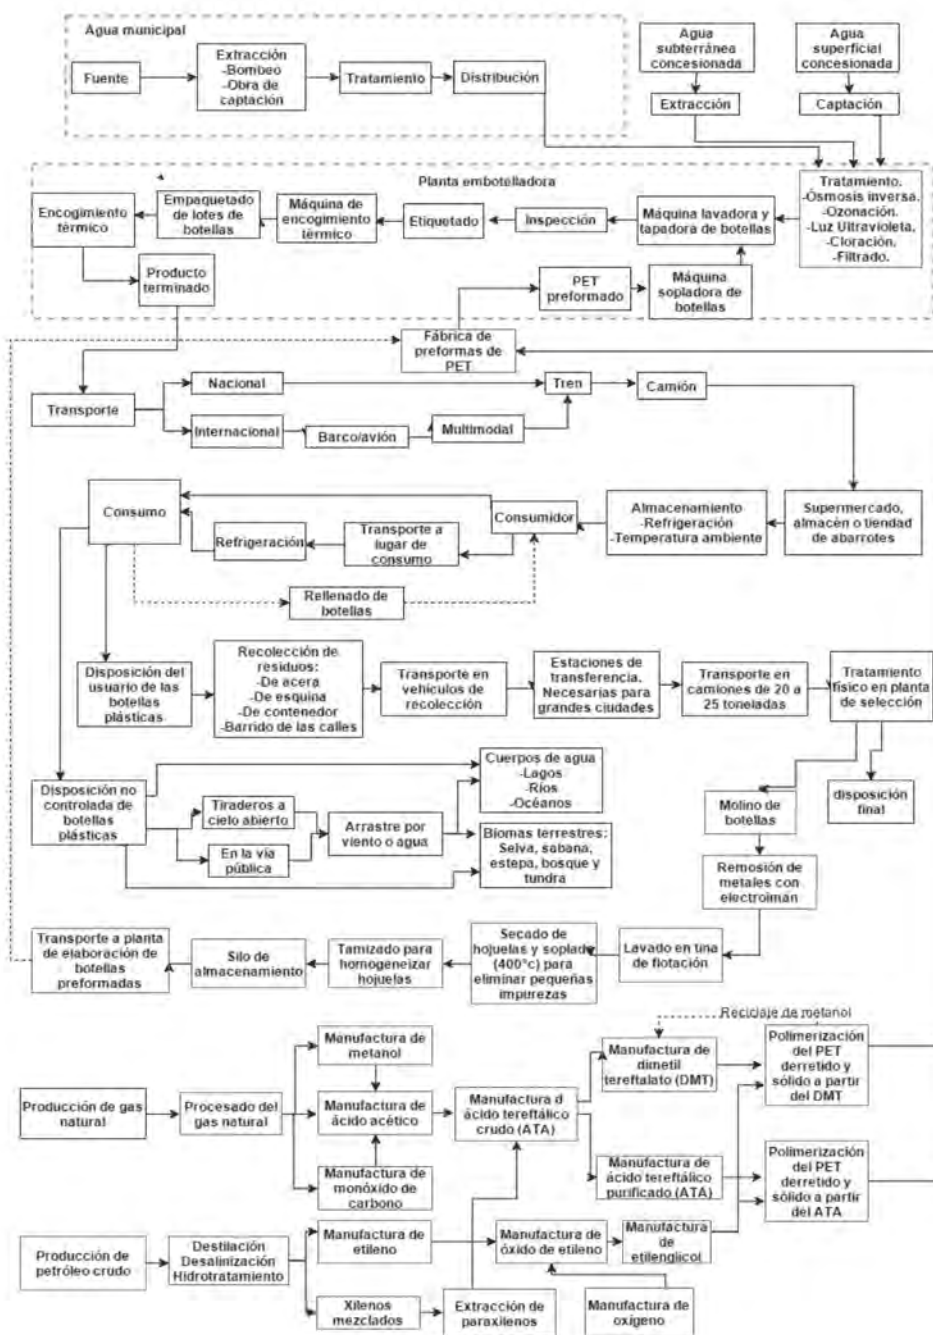 Agua municipal
Fuente
Extracción
-Bombeo
-Obra de
captación
Tratamiento
Distribución
Agua
subterránea
concesionada
Agua
superficial
concesionada
Extracción
Captación
Planta embotelladora
Encogimiento
térmico
Empaquetado
de lotes de
botellas
Máquina de
encogimiento
térmico
Etiquetado
Inspección
Máquina lavadora y
tapadora de botellas
Tratamiento.
-Ósmosis inversa.
-Ozonación.
-Luz Ultravioleta.
-Cloración.
-Filtrado.
Producto
terminado
PET
preformado
Máquina
sopladora de
botellas
Fábrica de
preformas de
PET
Transporte
Nacional
Internacional
Barco/avión
Multimodal
Tren
Camión
Consumo
Refrigeración
Transporte a
lugar de
consumo
Consumidor
Almacenamiento
-Refrigeración
-Temperatura ambiente
Supermercado,
almacén o tiendad
de abarrotes
Rellenado de
botellas
Disposición del
usuario de las
botellas
plásticas
Recolección de
residuos:
-De acera
-De esquina
-De contenedor
-Barrido de las calles
Transporte en
vehículos de
recolección
Estaciones de
transferencia.
Necesarias para
grandes ciudades
Transporte en
camiones de 20 a
25 toneladas
Tratamiento
físico en planta
de selección
Disposición no
controlada de
botellas
plásticas
Tiraderos a
cielo abierto
En la vía
pública
Arrastre por
viento o agua
Cuerpos de agua
-Lagos
-Ríos
-Océanos
Biomas terrestres:
Selva, sabana,
estepa, bosque y
tundra
Molino de
botellas
disposición
final
Remosión de
metales con
electroimán
Transporte a planta
de elaboración de
botellas
preformadas
Silo de
almacenamiento
Tamizado para
homogeneizar
hojuelas
Secado de
hojuelas y soplado
(400°c) para
eliminar pequeñas
impurezas
Lavado en tina
de flotación
Reciclaje de metanol
Producción de gas
natural
Procesado del
gas natural
Manufactura de
metanol
Manufactura de
ácido acético
Manufactura de
monóxido de
carbono
Manufactura d
ácido tereftálico
crudo (ATA)
Manufactura de
dimetil
tereftalato (DMT)
Manufactura de
ácido tereftálico
purificado (ATA)
Polimerización
del PET
derretido y
sólido a partir
del DMT
Polimerización
del PET
derretido y
sólido a partir
del ATA
Producción de
petróleo crudo
Destilación
Desalinización
Hidrotratamiento
Manufactura de
etileno
Manufactura de
óxido de etileno
Manufactura
de
etilenglicol
Xilenos
mezclados
Extracción de
paraxilenos
Manufactura de
oxígeno